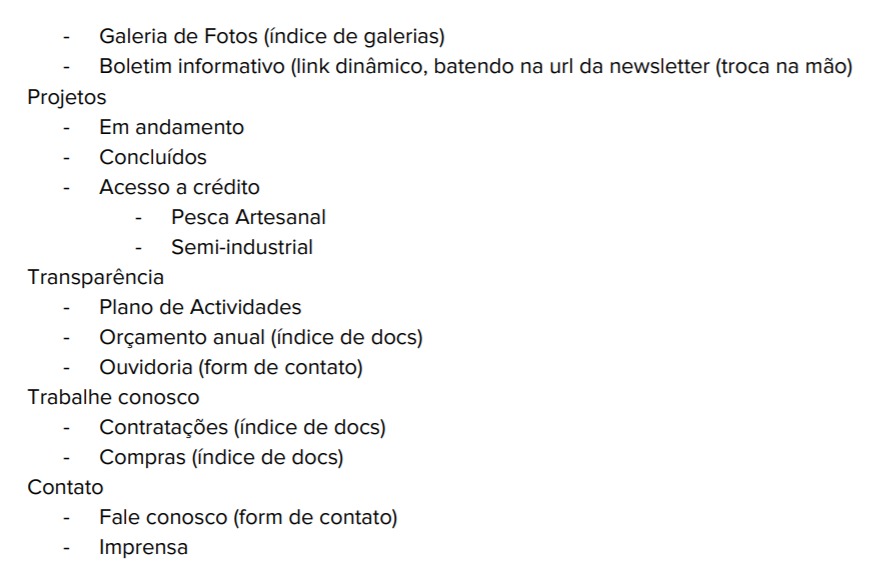 - Galeria de Fotos (índice de galerias)
- Boletim informativo (link dinâmico, batendo na url da newsletter (troca na mão)
Projetos
- Em andamento
- Concluídos
- Acesso a crédito
- Pesca Artesanal
- Semi-industrial
Transparência
- Plano de Actividades
- Orçamento anual (índice de docs)
- Ouvidoria (form de contato)
Trabalhe conosco
- Contratações (índice de docs)
- Compras (índice de docs)
Contato
- Fale conosco (form de contato)
- Imprensa